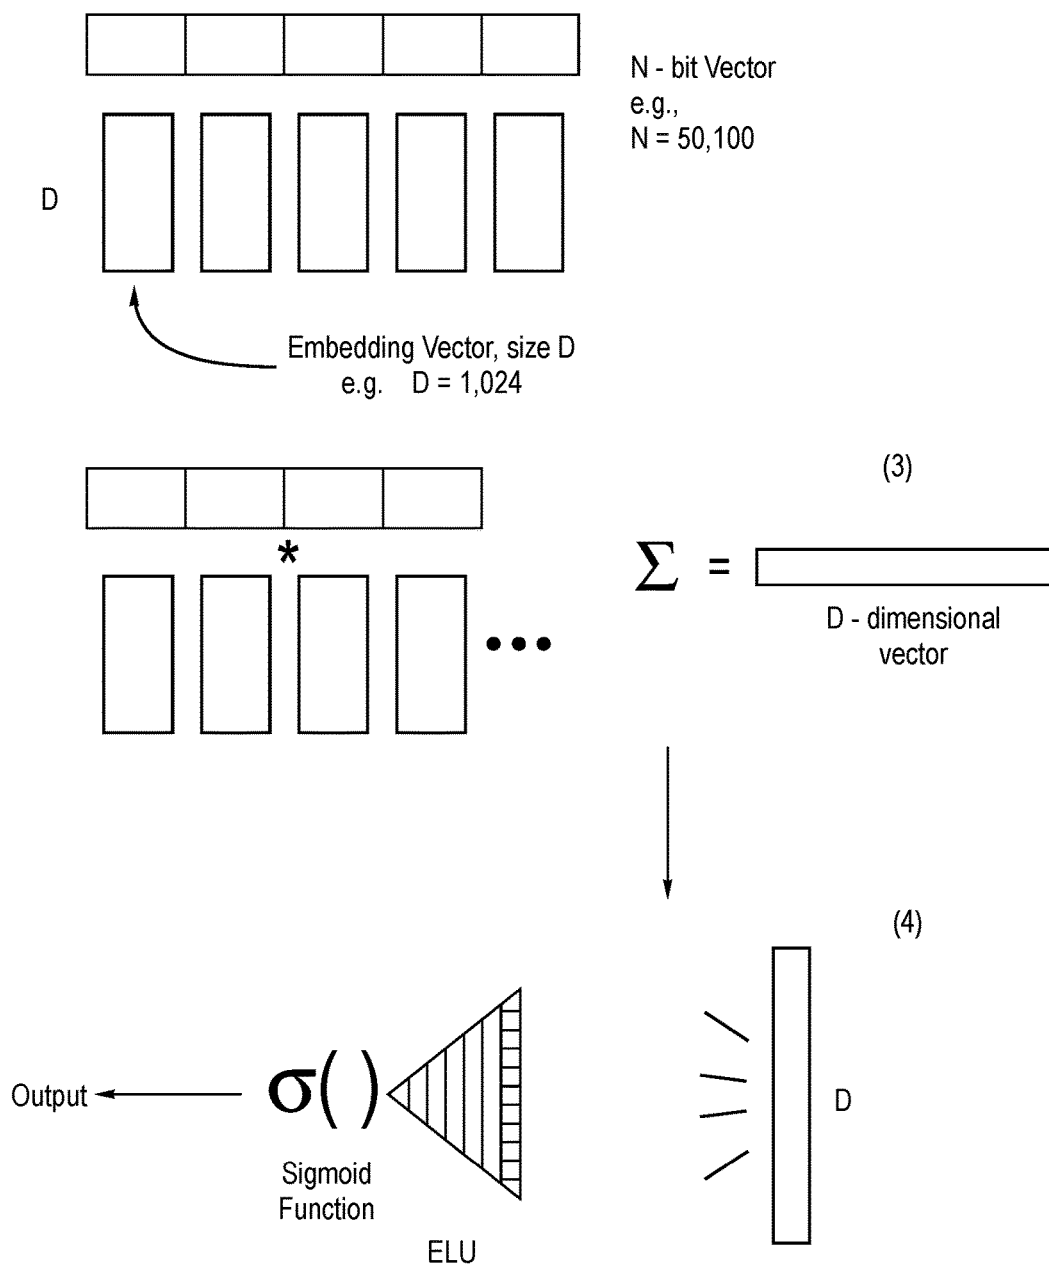 N - bit Vector
e.g.,
N = 50,100
D
Embedding Vector, size D
e.g. D = 1,024
(3)
*
Σ =
D - dimensional
vector
(4)
Output
σ( )
D
Sigmoid
Function
ELU